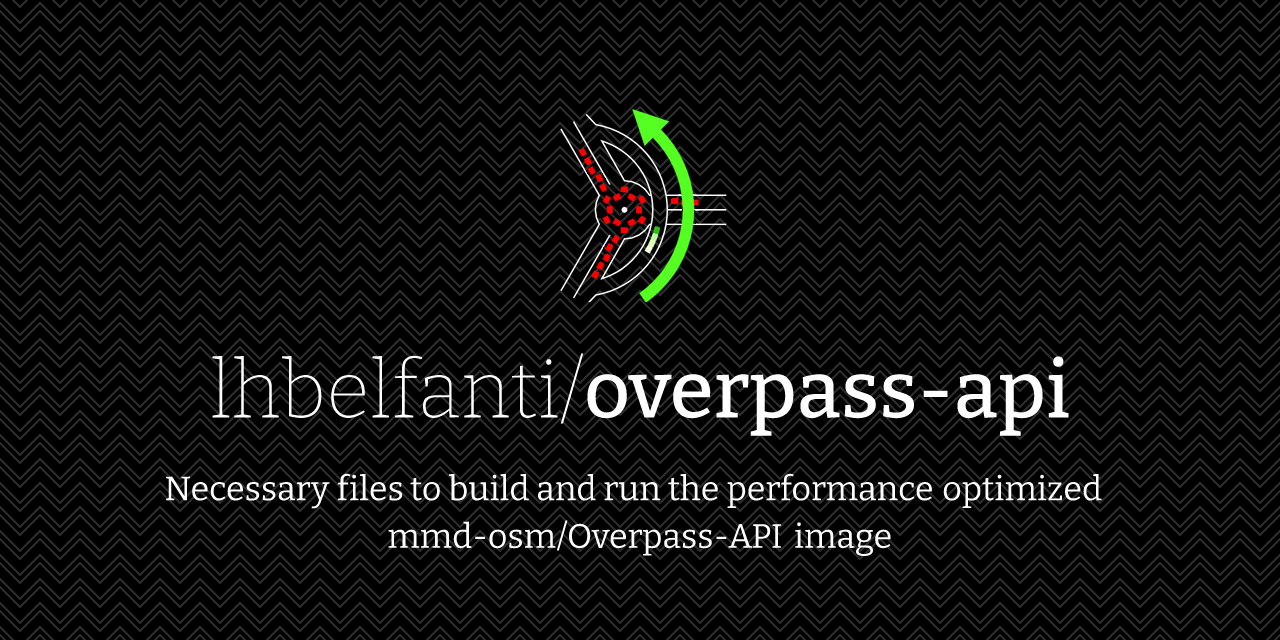 lhbelfanti/overpass-api
Necessary files to build and run the performance optimized
mmd-osm/Overpass-API image